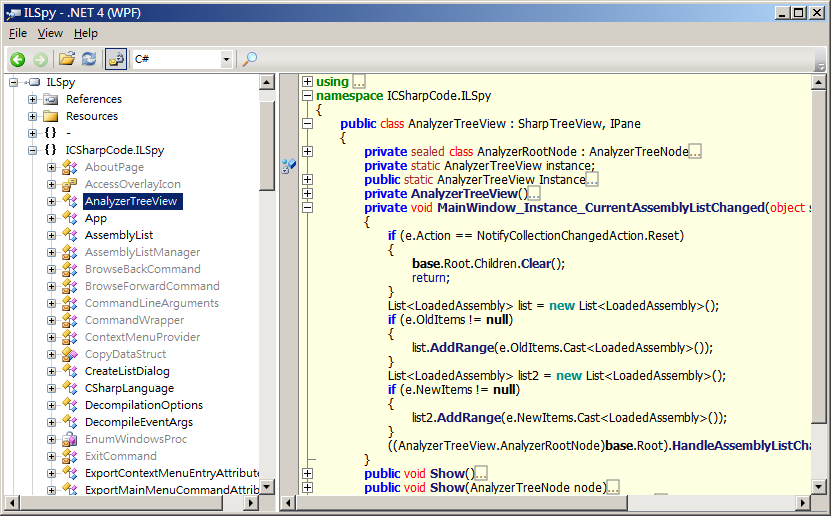 ILSpy - .NET 4 (WPF)
File View Help
C#
ILSpy
References
Resources
{} -
{} ICSharpCode.ILSpy
AboutPage
AccessOverlayIcon
AnalyzerTreeView
App
AssemblyList
AssemblyListManager
BrowseBackCommand
BrowseForwardCommand
CommandLineArguments
CommandWrapper
ContextMenuProvider
CopyDataStruct
CreateListDialog
CSharpLanguage
DecompilationOptions
DecompileEventArgs
EnumWindowsProc
ExitCommand
ExportContextMenuEntryAttribute
ExportMainMenuCommandAttrib
using ...
namespace ICSharpCode.ILSpy
{
public class AnalyzerTreeView : SharpTreeView, IPane
{
private sealed class AnalyzerRootNode : AnalyzerTreeNode...
private static AnalyzerTreeView instance;
public static AnalyzerTreeView Instance...
private AnalyzerTreeView()...
private void MainWindow_Instance_CurrentAssemblyListChanged(object s
{
if (e.Action == NotifyCollectionChangedAction.Reset)
{
base.Root.Children.Clear();
return;
}
List<LoadedAssembly> list = new List<LoadedAssembly>();
if (e.OldItems != null)
{
list.AddRange(e.OldItems.Cast<LoadedAssembly>());
}
List<LoadedAssembly> list2 = new List<LoadedAssembly>();
if (e.NewItems != null)
{
list2.AddRange(e.NewItems.Cast<LoadedAssembly>());
}
((AnalyzerTreeView.AnalyzerRootNode)base.Root).HandleAssemblyListCha
}
public void Show()...
public void Show(AnalyzerTreeNode node)...